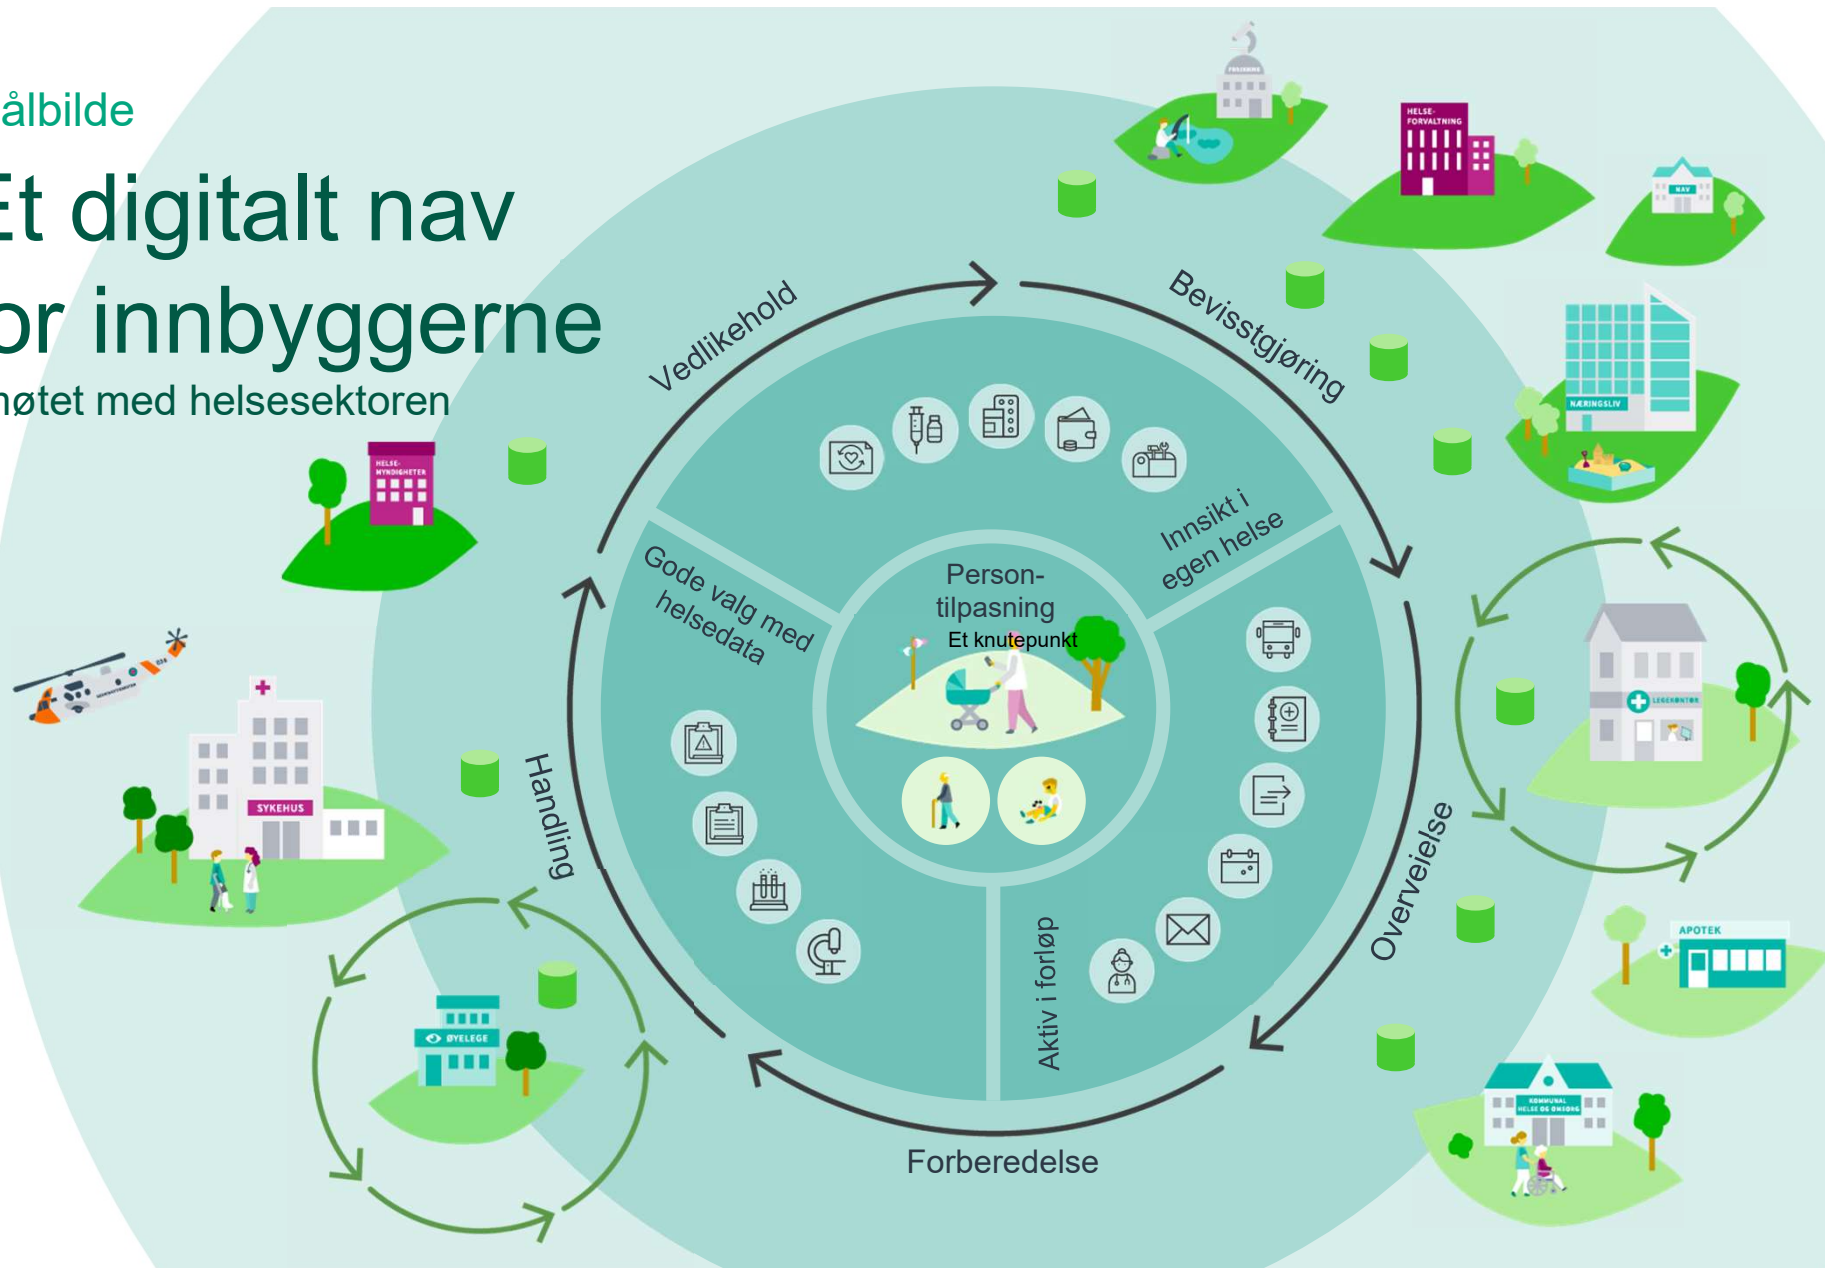 ålbilde
Et digitalt nav
or innbyggerne
møtet med helsesektoren
FORSKNING
HELSE-
FORVALTNING
NAV
NÆRINGSLIV
Vedlikehold
Bevisstgjøring
HELSE-
MYNDIGHETER
Innsikt i
egen helse
Gode valg med
helsedata
Person-
tilpasning
Et knutepunkt
LEGEKONTOR
SYKEHUS
Handling
Overveielse
Aktiv i forløp
APOTEK
ØYELEGE
KOMMUNAL
HELSE OG OMSORG
Forberedelse